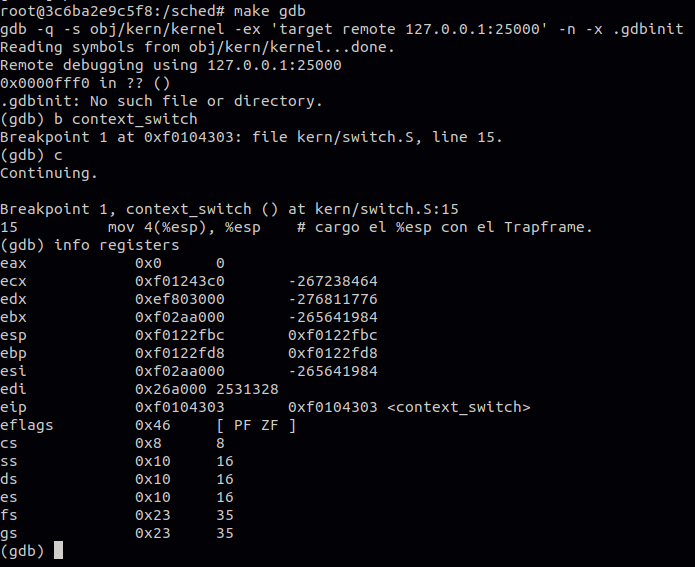 root@3c6ba2e9c5f8:/sched# make gdb
gdb -q -s obj/kern/kernel -ex 'target remote 127.0.0.1:25000' -n -x .gdbinit
Reading symbols from obj/kern/kernel...done.
Remote debugging using 127.0.0.1:25000
0x0000fff0 in ?? ()
.gdbinit: No such file or directory.
(gdb) b context_switch
Breakpoint 1 at 0xf0104303: file kern/switch.S, line 15.
(gdb) c
Continuing.

Breakpoint 1, context_switch () at kern/switch.S:15
15          mov 4(%esp), %esp    # cargo el %esp con el Trapframe.
(gdb) info registers
eax            0x0      0
ecx            0xf01243c0       -267238464
edx            0xef803000       -276811776
ebx            0xf02aa000       -265641984
esp            0xf0122fbc       0xf0122fbc
ebp            0xf0122fd8       0xf0122fd8
esi            0xf02aa000       -265641984
edi            0x26a000 2531328
eip            0xf0104303       0xf0104303 <context_switch>
eflags         0x46     [ PF ZF ]
cs             0x8      8
ss             0x10     16
ds             0x10     16
es             0x10     16
fs             0x23     35
gs             0x23     35
(gdb)